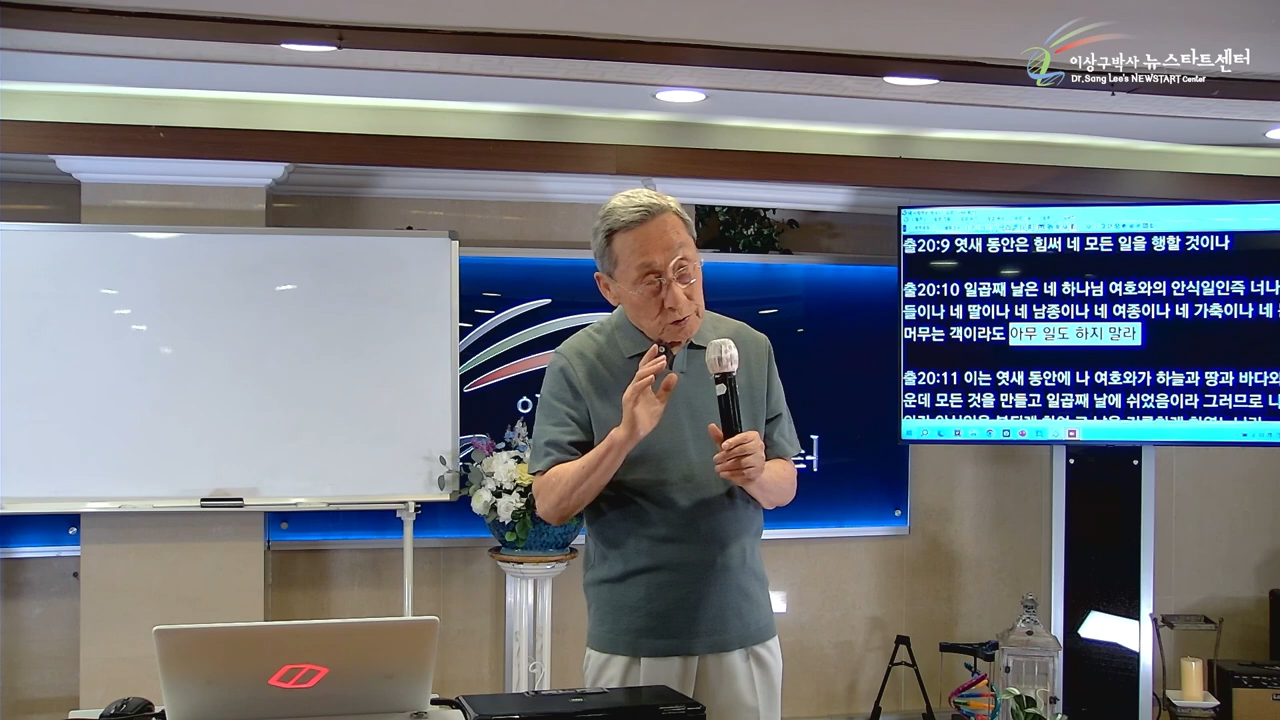 이상구박사 뉴스타트센터
Dr. Sang Lee's NEWSTART Center
출20:9 엿새 동안은 힘써 네 모든 일을 행할 것이나
출20:10 일곱째 날은 네 하나님 여호와의 안식일인즉 너나
들이나 네 딸이나 네 남종이나 네 여종이나 네 가축이나 네
머무는 객이라도 아무 일도 하지 말라
출20:11 이는 엿새 동안에 나 여호와가 하늘과 땅과 바다와
운데 모든 것을 만들고 일곱째 날에 쉬었음이라 그러므로 나